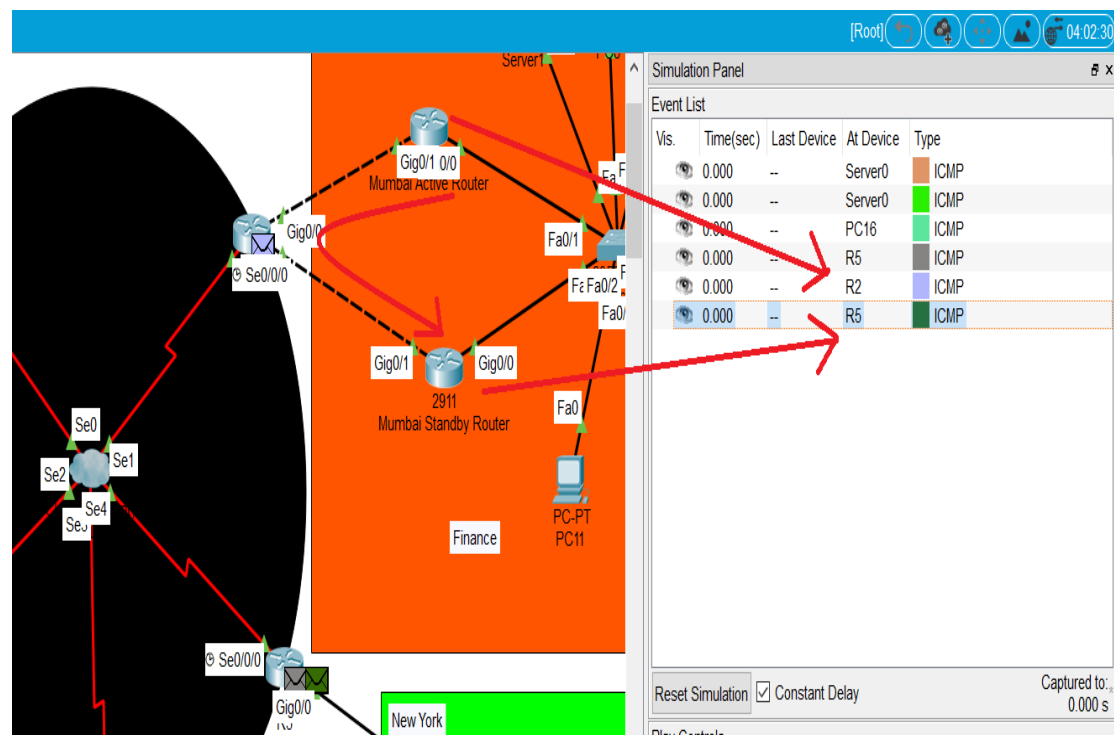 [Root]
04:02:30
Simulation Panel
Event List
Vis. Time(sec) Last Device At Device Type
0.000 -- Server0 ICMP
0.000 -- Server0 ICMP
0.000 -- PC16 ICMP
0.000 -- R5 ICMP
0.000 -- R2 ICMP
0.000 -- R5 ICMP
Reset Simulation Constant Delay
Captured to:
0.000 s
Server1
Gig0/1 0/0
Mumbai Active Router
Gig0/0
Se0/0/0
Fa0/1
Fa0/2
Gig0/1
Gig0/0
2911
Mumbai Standby Router
Fa0
PC-PT
PC11
Finance
Se0
Se1
Se2
Se4
Se0/0/0
Gig0/0
New York